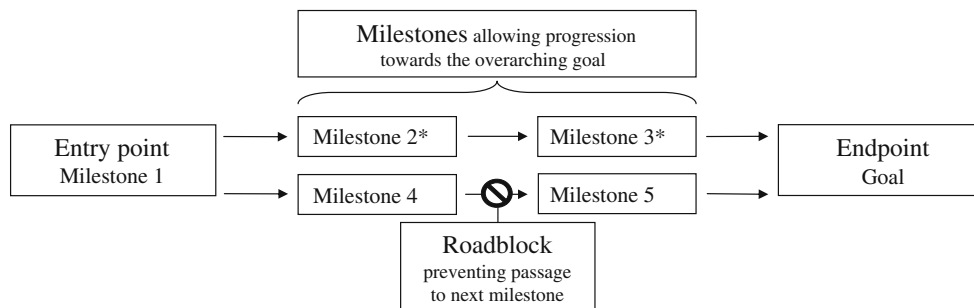 Milestones allowing progression
towards the overarching goal
Entry point
Milestone 1
Milestone 2*
Milestone 3*
Endpoint
Goal
Milestone 4
Milestone 5
Roadblock
preventing passage
to next milestone